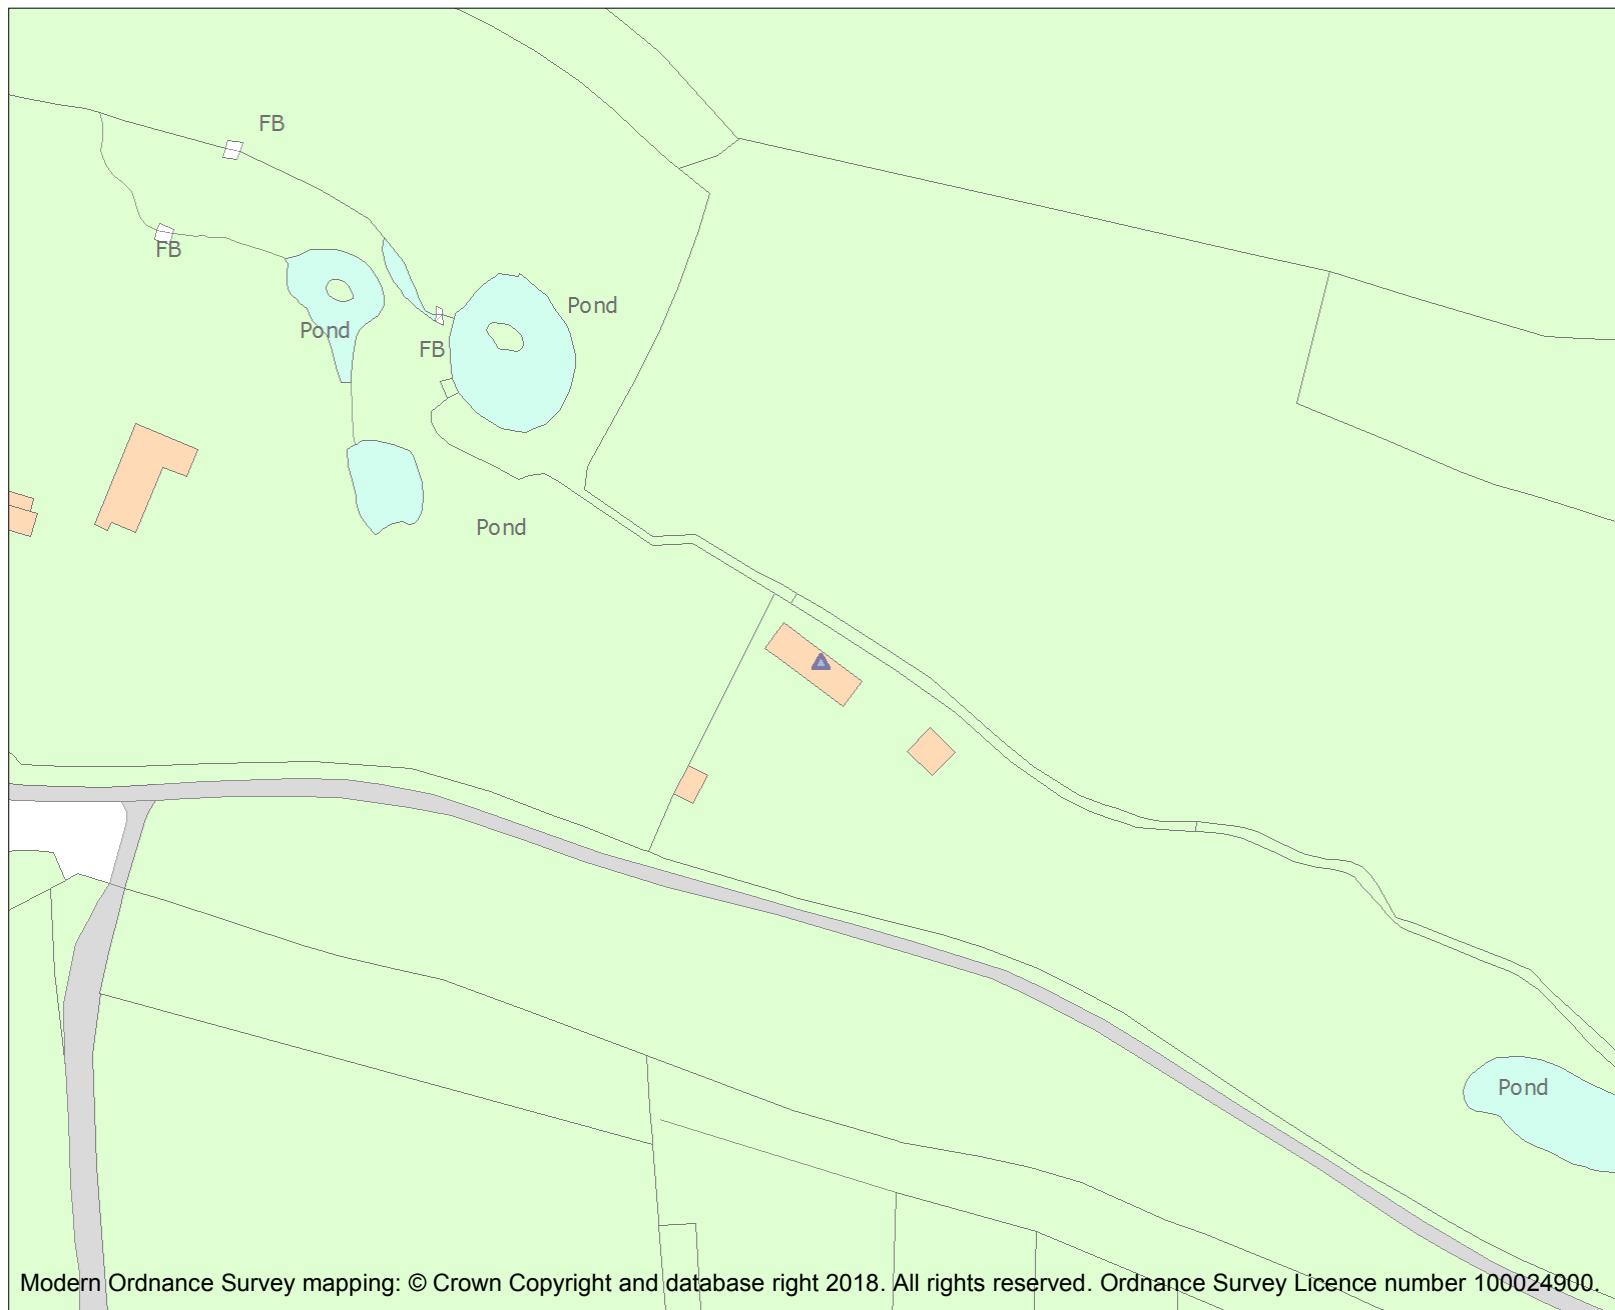 FB
FB
Pond
Pond
FB
Pond
Pond
Modern Ordnance Survey mapping: © Crown Copyright and database right 2018. All rights reserved. Ordnance Survey Licence number 100024900.